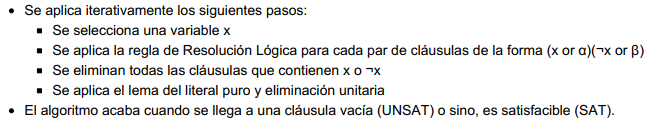 • Se aplica iterativamente los siguientes pasos:
▪ Se selecciona una variable x
▪ Se aplica la regla de Resolución Lógica para cada par de cláusulas de la forma (x or α)(¬x or β)
▪ Se eliminan todas las cláusulas que contienen x o ¬x
▪ Se aplica el lema del literal puro y eliminación unitaria
• El algoritmo acaba cuando se llega a una cláusula vacía (UNSAT) o sino, es satisfacible (SAT).